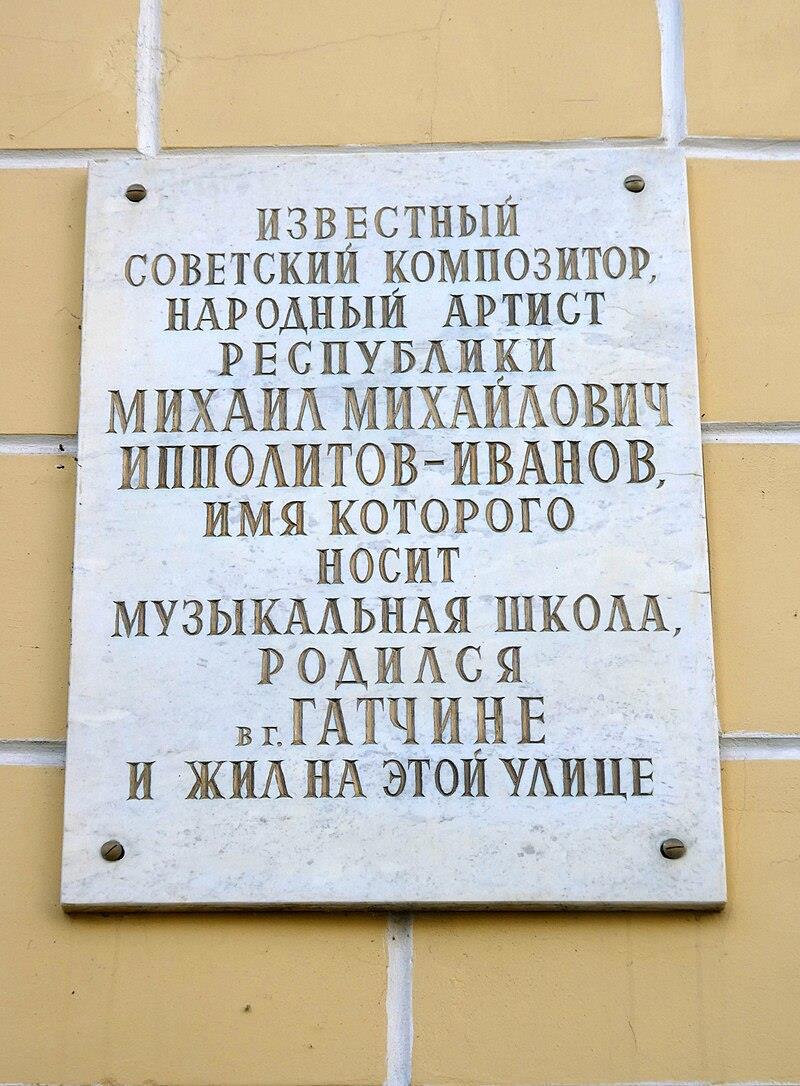 ИЗВЕСТНЫЙ
СОВЕТСКИЙ КОМПОЗИТОР,
НАРОДНЫЙ АРТИСТ
РЕСПУБЛИКИ
МИХАИЛ МИХАЙЛОВИЧ
ИППОЛИТОВ-ИВАНОВ,
ИМЯ КОТОРОГО
НОСИТ
МУЗЫКАЛЬНАЯ ШКОЛА,
РОДИЛСЯ
в г. ГАТЧИНЕ
И ЖИЛ НА ЭТОЙ УЛИЦЕ